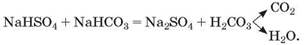 CO₂
NaHSO₄ + NaHCO₃ = Na₂SO₄ + H₂CO₃
H₂O.